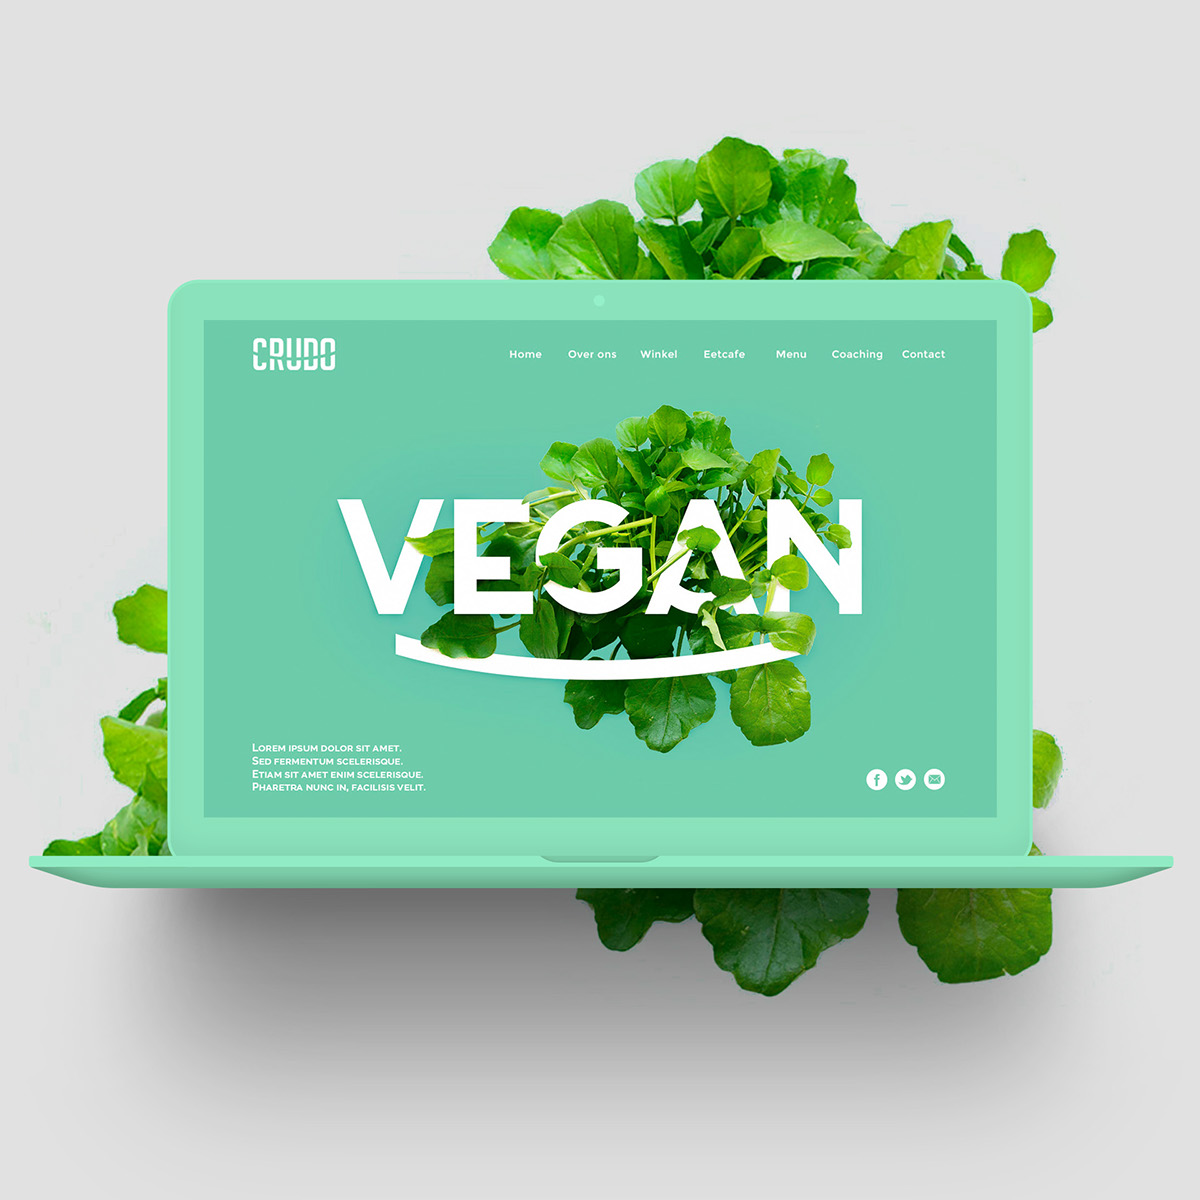 CRUDO
Home Over ons Winkel Eetcafe Menu Coaching Contact
VEGAN
Lorem ipsum dolor sit amet.
Sed fermentum scelerisque.
Etiam sit amet enim scelerisque.
Pharetra nunc in, facilisis velit.